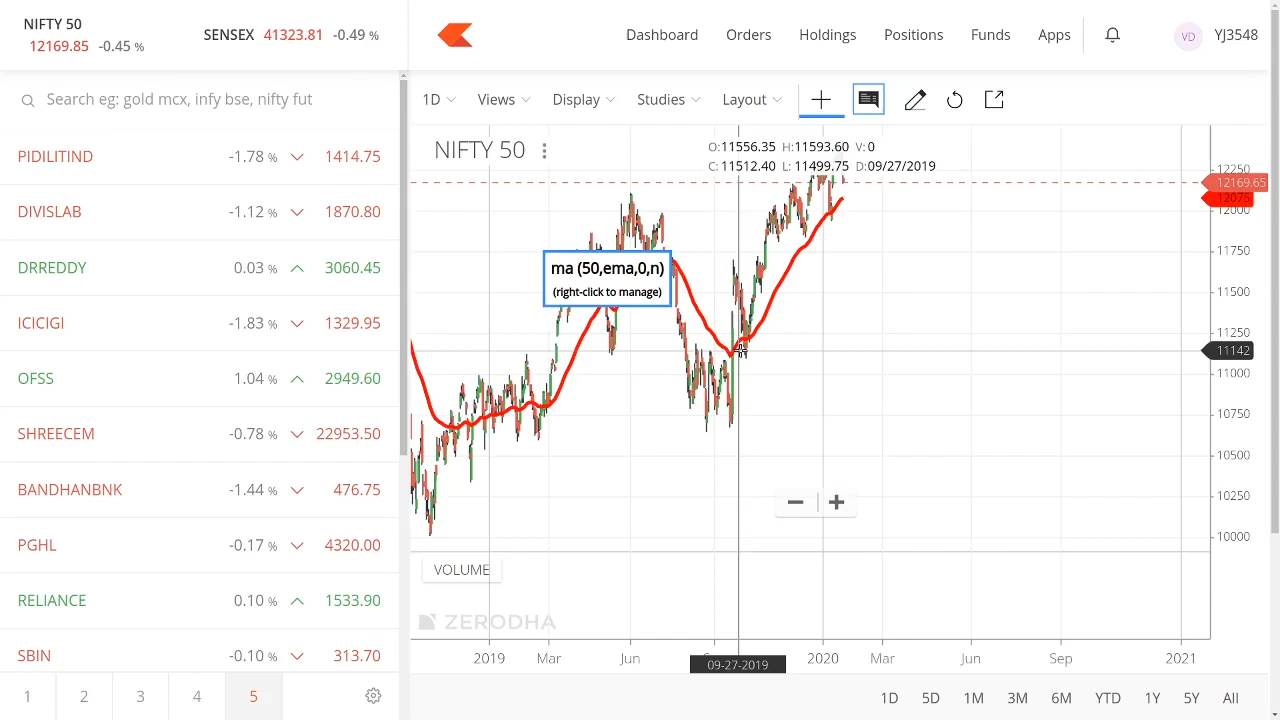 NIFTY 50
12169.85 -0.45 %
SENSEX 41323.81 -0.49 %
Dashboard Orders Holdings Positions Funds Apps VD YJ3548
Search eg: gold mcx, infy bse, nifty fut
1D Views Display Studies Layout
PIDILITIND -1.78 % 1414.75
DIVISLAB -1.12 % 1870.80
DRREDDY 0.03 % 3060.45
ICICIGI -1.83 % 1329.95
OFSS 1.04 % 2949.60
SHREECEM -0.78 % 22953.50
BANDHANBNK -1.44 % 476.75
PGHL -0.17 % 4320.00
RELIANCE 0.10 % 1533.90
SBIN -0.10 % 313.70
1 2 3 4 5
NIFTY 50
O:11556.35 H:11593.60 V:0
C:11512.40 L:11499.75 D:09/27/2019
ma (50,ema,0,n)
(right-click to manage)
12250
12169.65
12075
12000
11750
11500
11250
11142
11000
10750
10500
10250
10000
VOLUME
ZERODHA
2019 Mar Jun 2020 Mar Jun Sep 2021
09-27-2019
1D 5D 1M 3M 6M YTD 1Y 5Y All